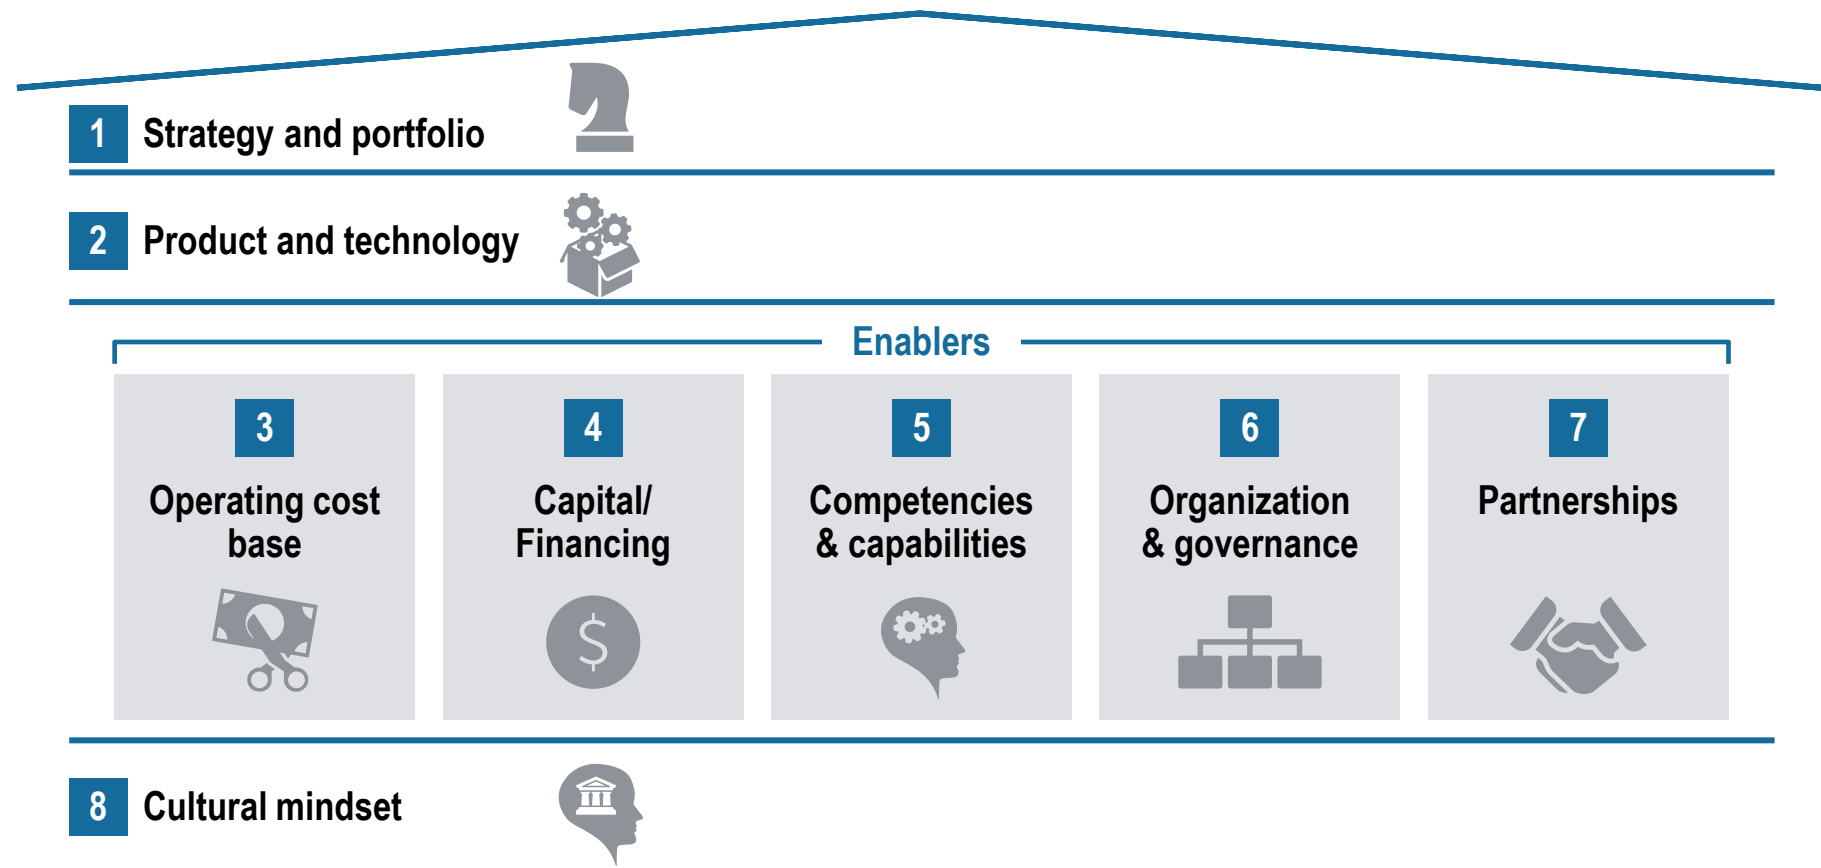 1 Strategy and portfolio
2 Product and technology
Enablers
3
Operating cost
base
4
Capital/
Financing
$
5
Competencies
& capabilities
6
Organization
& governance
7
Partnerships
8 Cultural mindset